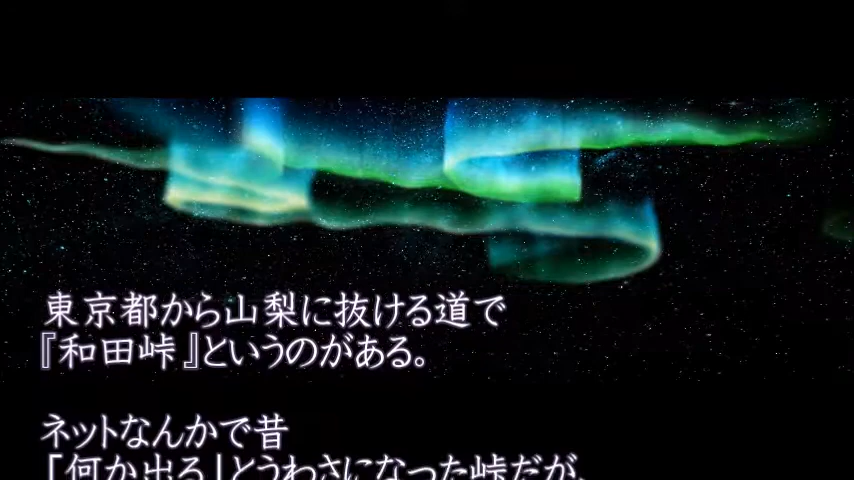 東京都から山梨に抜ける道で
『和田峠』というのがある。
ネットなんかで昔
「何か出る」とうわさになった峠だが、